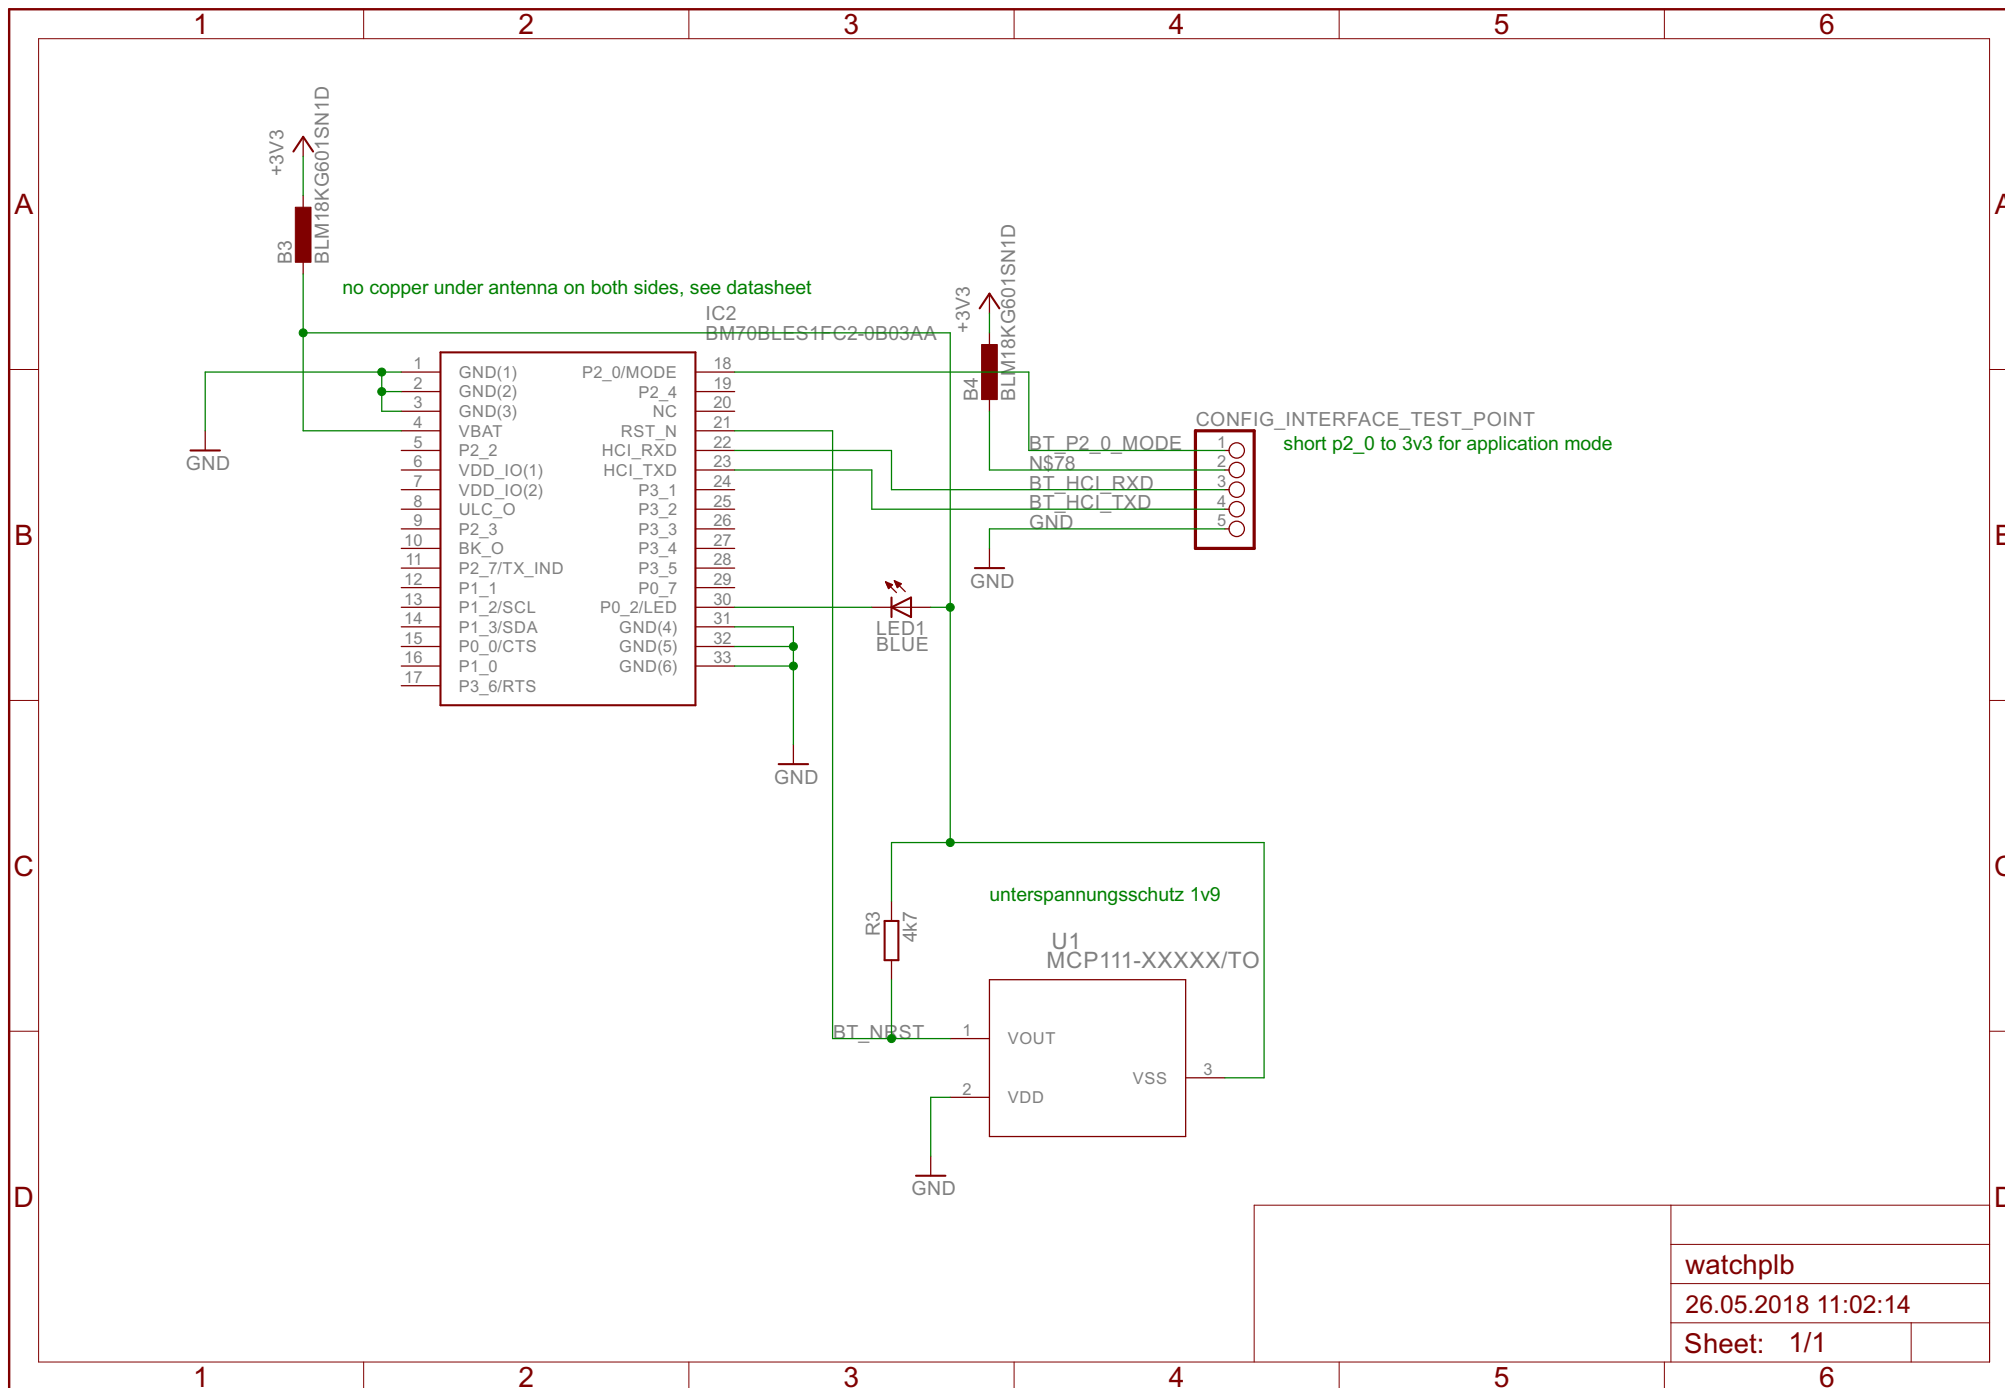 1 2 3 4 5 6
A A
+3V3
B3
BLM18KG601SN1D
no copper under antenna on both sides, see datasheet
IC2
BM70BLES1FC2-0B03AA
+3V3
B4
BLM18KG601SN1D
1 GND(1) P2_0/MODE 18
2 GND(2) P2_4 19
3 GND(3) NC 20
4 VBAT RST_N 21
5 P2_2 HCI_RXD 22
6 VDD_IO(1) HCI_TXD 23
7 VDD_IO(2) P3_1 24
8 ULC_O P3_2 25
9 P2_3 P3_3 26
10 BK_O P3_4 27
11 P2_7/TX_IND P3_5 28
12 P1_1 P0_7 29
13 P1_2/SCL P0_2/LED 30
14 P1_3/SDA GND(4) 31
15 P0_0/CTS GND(5) 32
16 P1_0 GND(6) 33
17 P3_6/RTS
GND
CONFIG_INTERFACE_TEST_POINT
short p2_0 to 3v3 for application mode
BT_P2_0_MODE 1
N$78 2
BT_HCI_RXD 3
BT_HCI_TXD 4
GND 5
B B
GND
LED1
BLUE
GND
C C
unterspannungsschutz 1v9
R3
4k7
U1
MCP111-XXXXX/TO
BT_NRST 1 VOUT
VSS 3
2 VDD
GND
D D
watchplb
26.05.2018 11:02:14
Sheet: 1/1
1 2 3 4 5 6